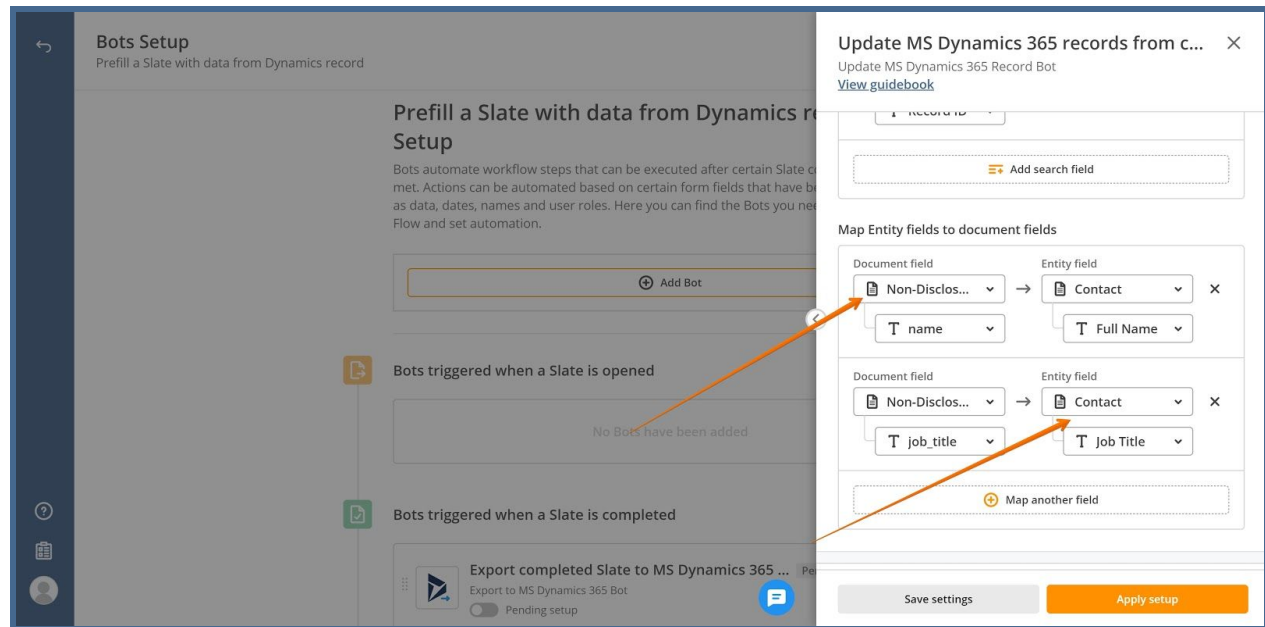 Bots Setup
Prefill a Slate with data from Dynamics record
Prefill a Slate with data from Dynamics
Setup
Bots automate workflow steps that can be executed after certain Slate
met. Actions can be automated based on certain form fields that have
as data, dates, names and user roles. Here you can find the Bots you
Flow and set automation.
Add Bot
Bots triggered when a Slate is opened
No Bots have been added
Bots triggered when a Slate is completed
Export completed Slate to MS Dynamics 365 ...
Export to MS Dynamics 365 Bot
Pending setup
Update MS Dynamics 365 records from c...
Update MS Dynamics 365 Record Bot
View guidebook
Record ID
Add search field
Map Entity fields to document fields
Document field Entity field
Non-Disclos... → Contact
T name T Full Name
Document field Entity field
Non-Disclos... → Contact
T job_title T Job Title
Map another field
Save settings Apply setup